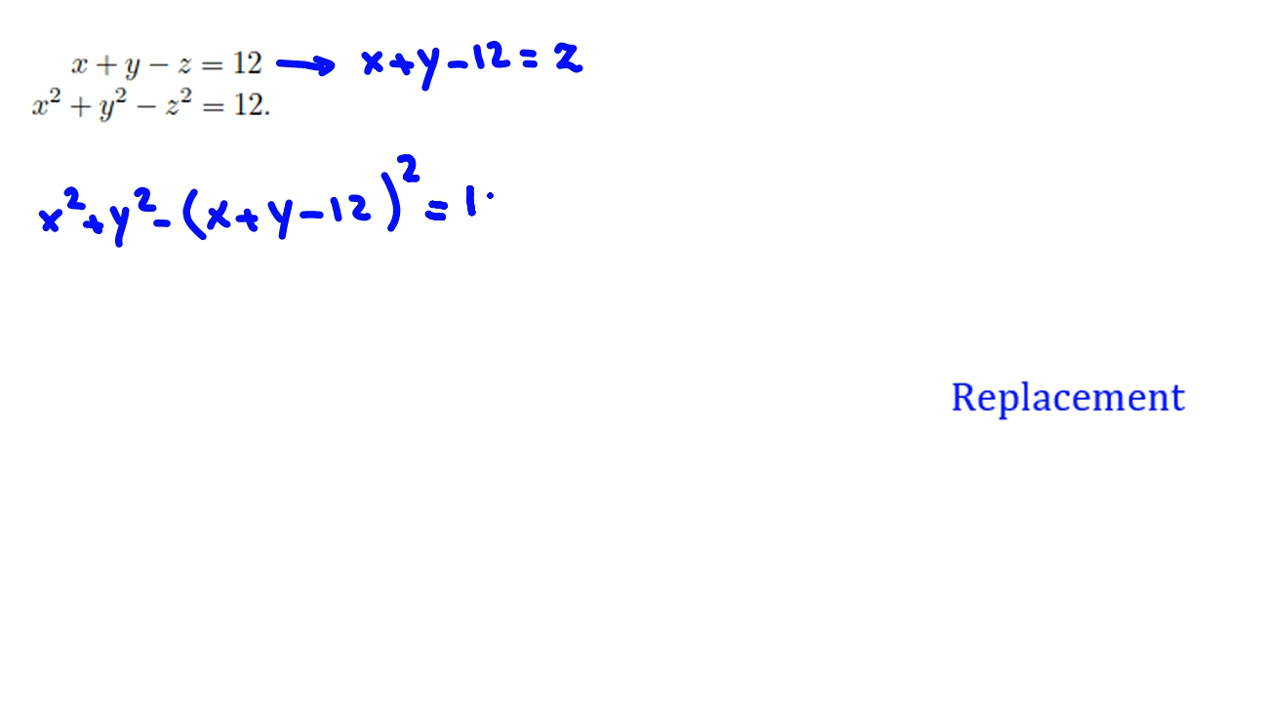 x + y − z = 12 → x+y−12=z
x² + y² − z² = 12.
x²+y²−(x+y−12)²=1
Replacement